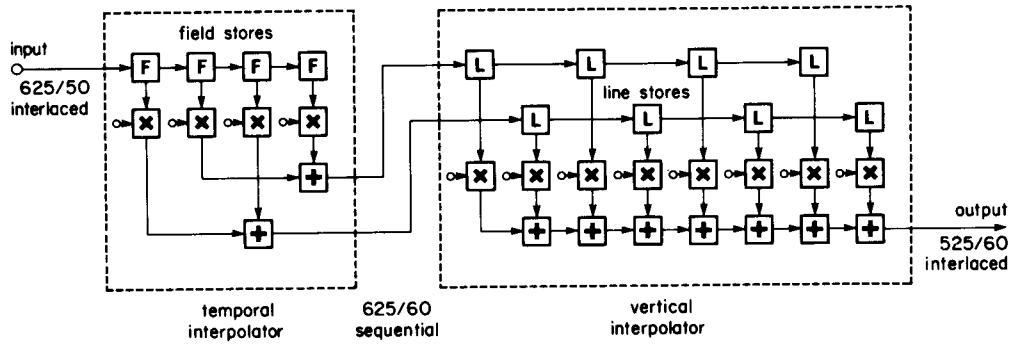 input
625/50
interlaced
field stores
F F F F
× × × ×
+
+
temporal
interpolator
625/60
sequential
L L L L
line stores
L L L L
× × × × × × × ×
+ + + + + + +
vertical
interpolator
output
525/60
interlaced